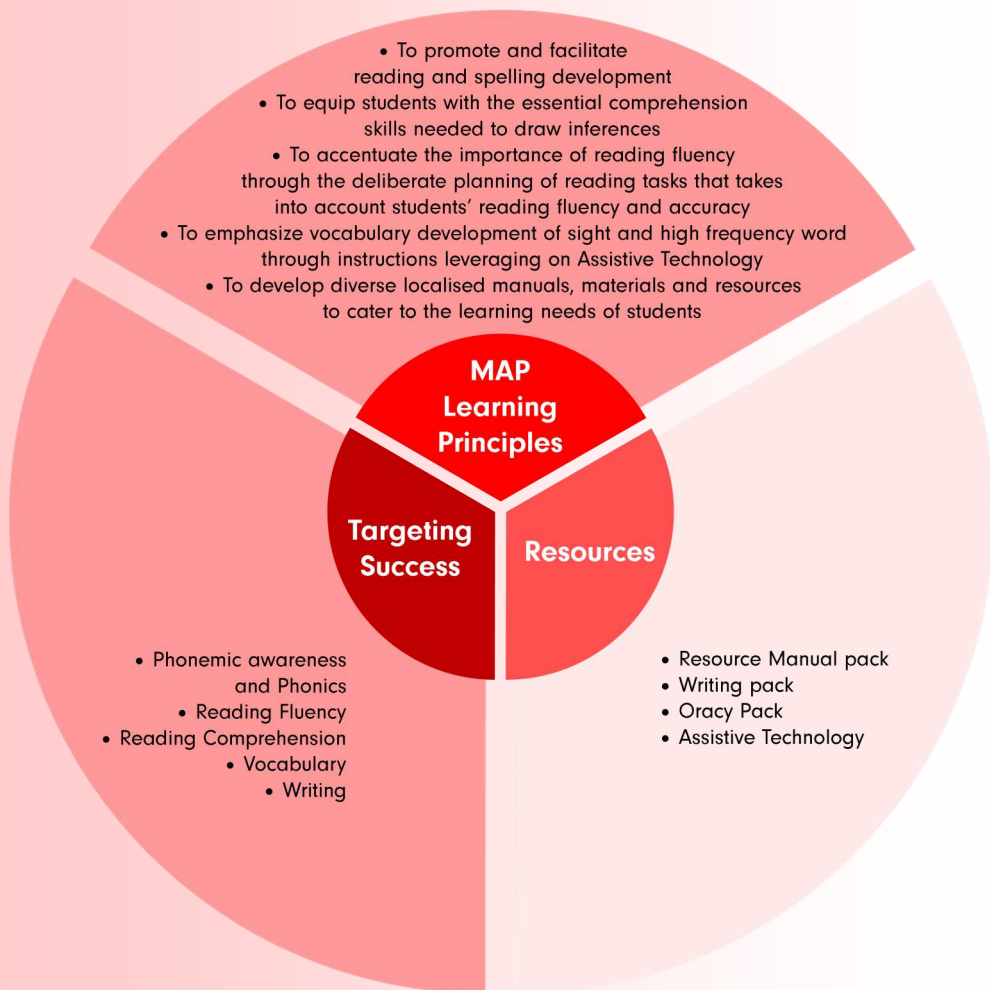 • To promote and facilitate
reading and spelling development
• To equip students with the essential comprehension
skills needed to draw inferences
• To accentuate the importance of reading fluency
through the deliberate planning of reading tasks that takes
into account students’ reading fluency and accuracy
• To emphasize vocabulary development of sight and high frequency word
through instructions leveraging on Assistive Technology
• To develop diverse localised manuals, materials and resources
to cater to the learning needs of students
MAP
Learning
Principles
Targeting
Success
Resources
• Phonemic awareness
and Phonics
• Reading Fluency
• Reading Comprehension
• Vocabulary
• Writing
• Resource Manual pack
• Writing pack
• Oracy Pack
• Assistive Technology